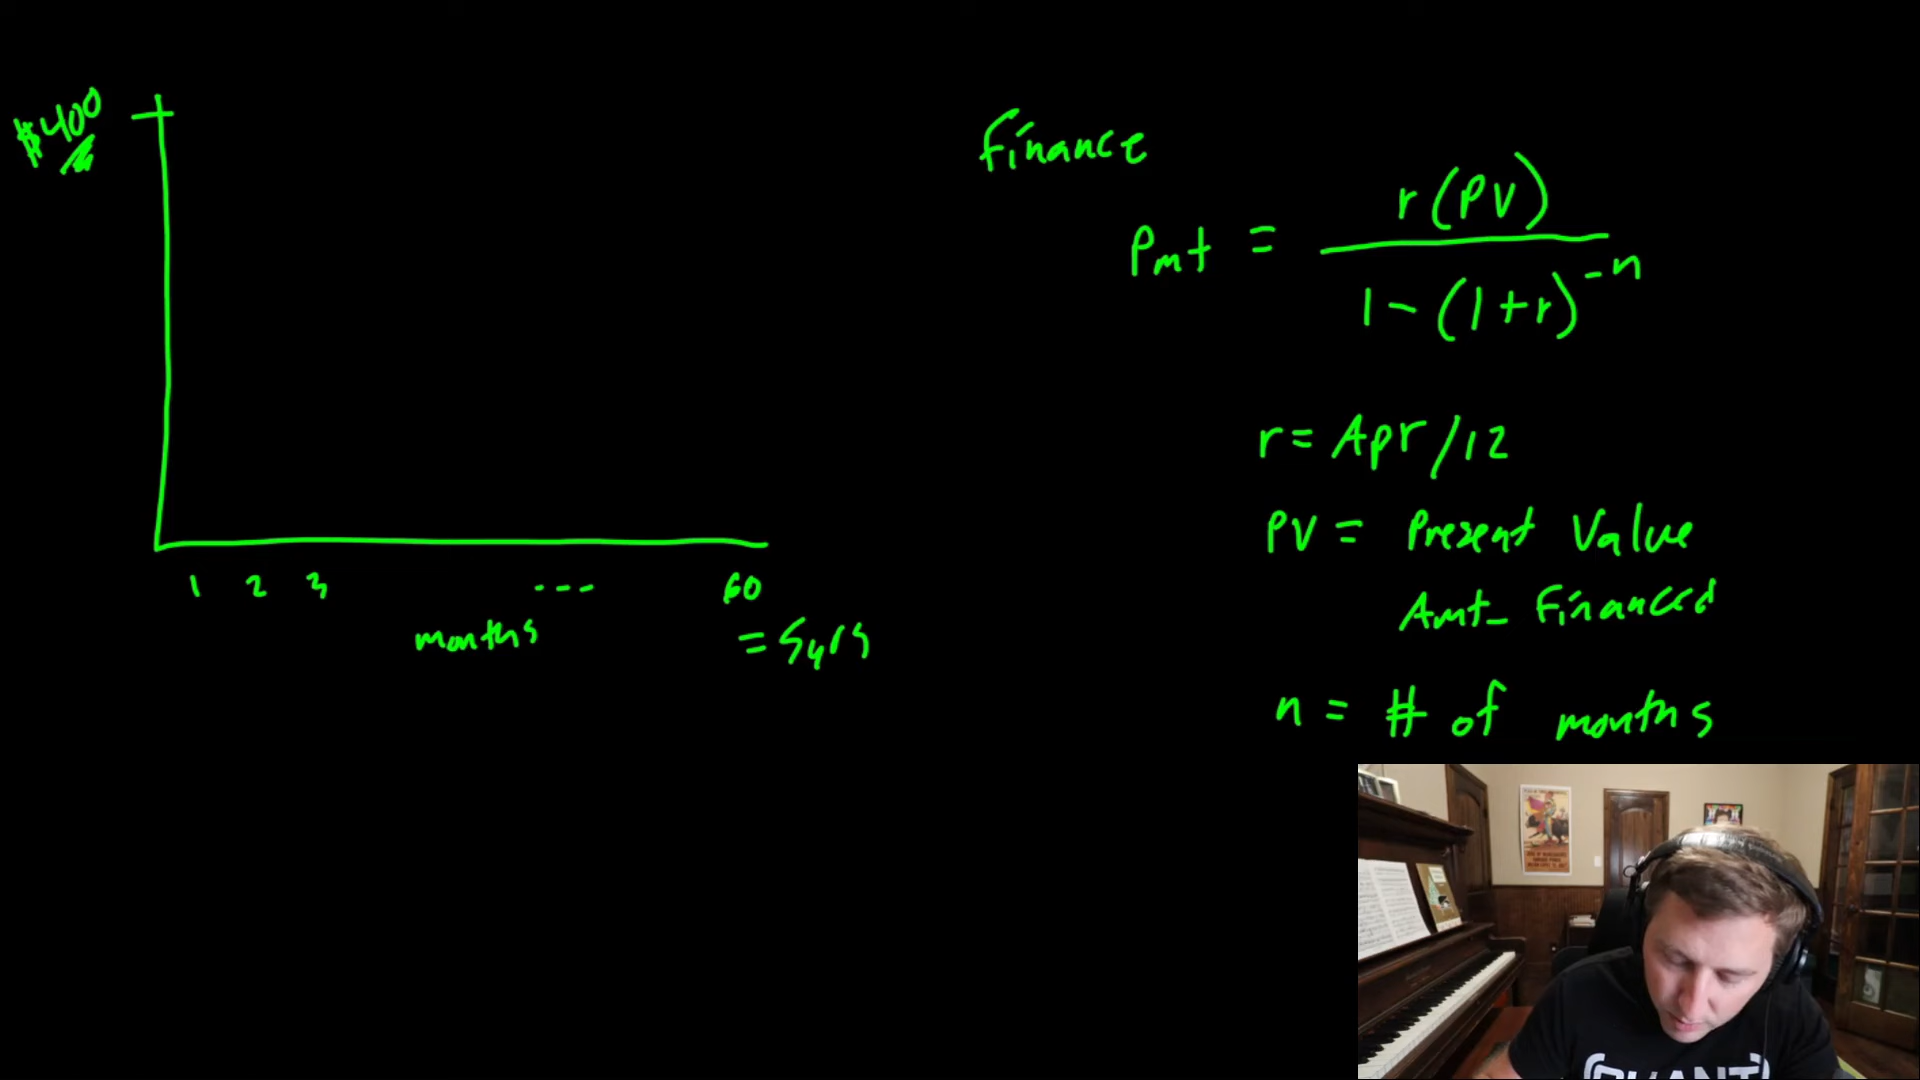 $400
1 2 3 --- 60
months = 5yrs
Finance
Pmt = r(PV) / 1-(1+r)^-n
r = Apr/12
PV = Present Value
Amt_ Financed
n = # of months